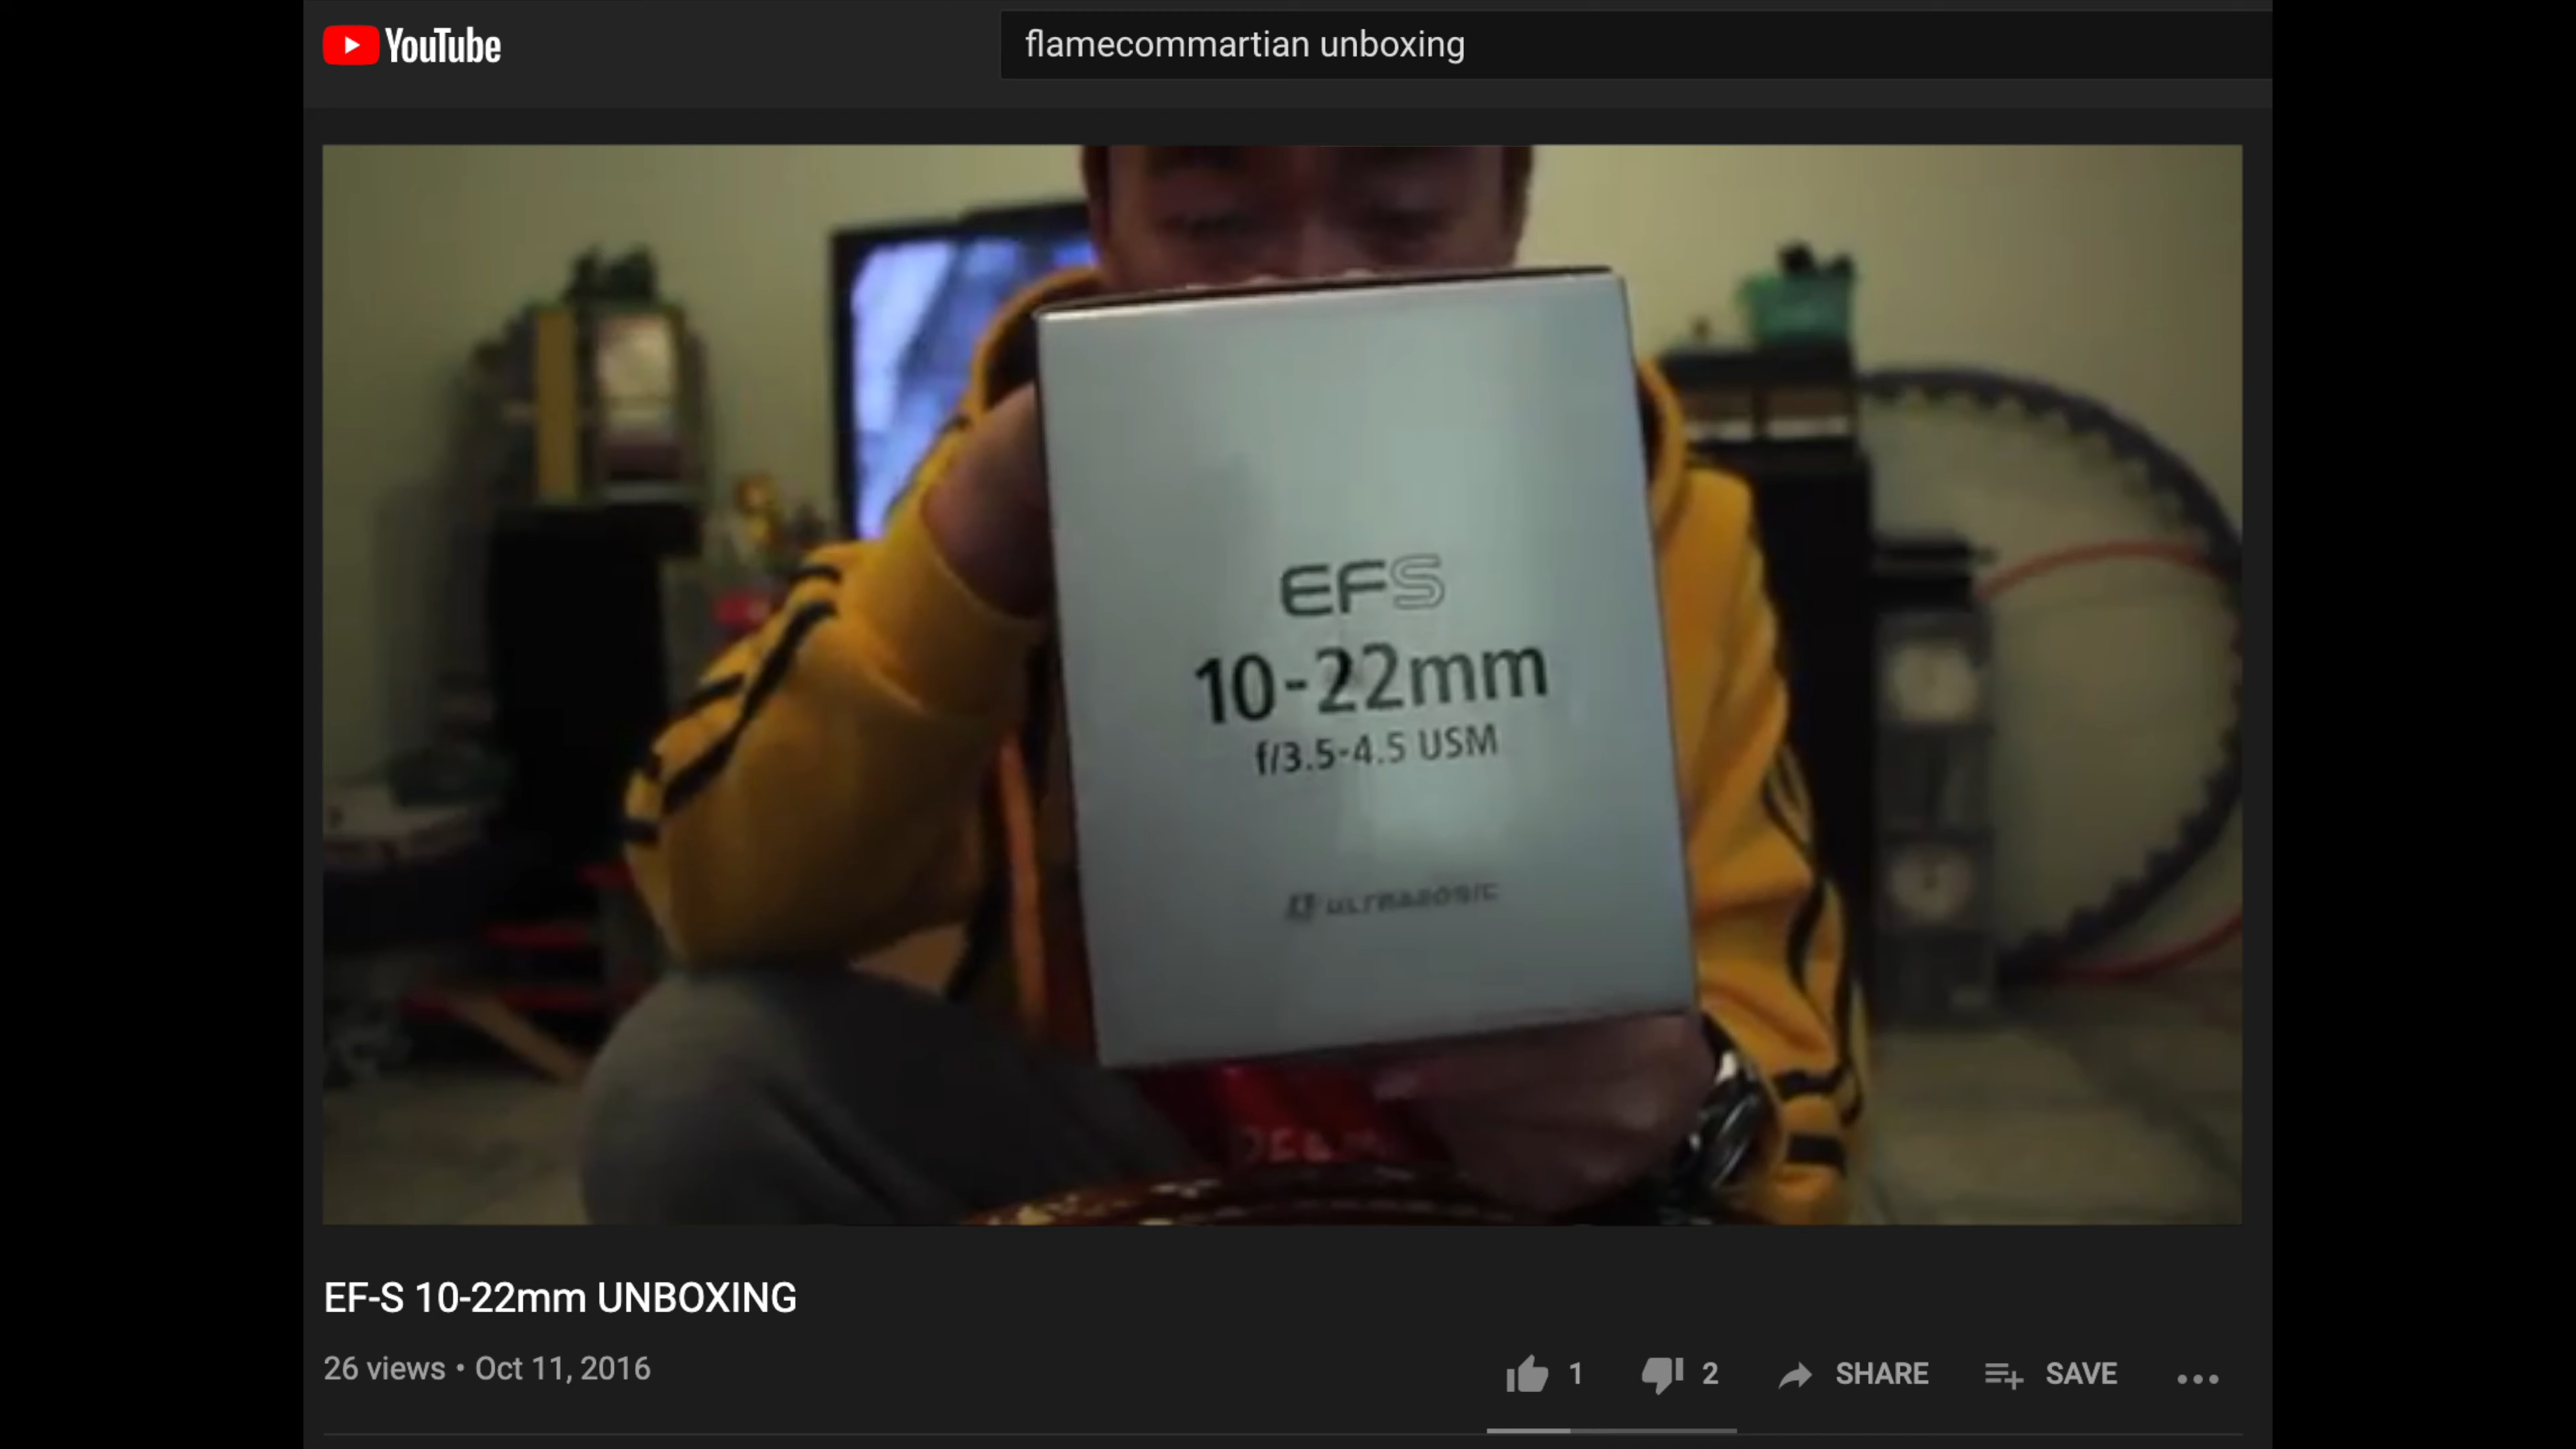 YouTube
flamecommartian unboxing
EFS
10-22mm
f/3.5-4.5 USM
ULTRASONIC
EF-S 10-22mm UNBOXING
26 views • Oct 11, 2016
1 2 SHARE SAVE